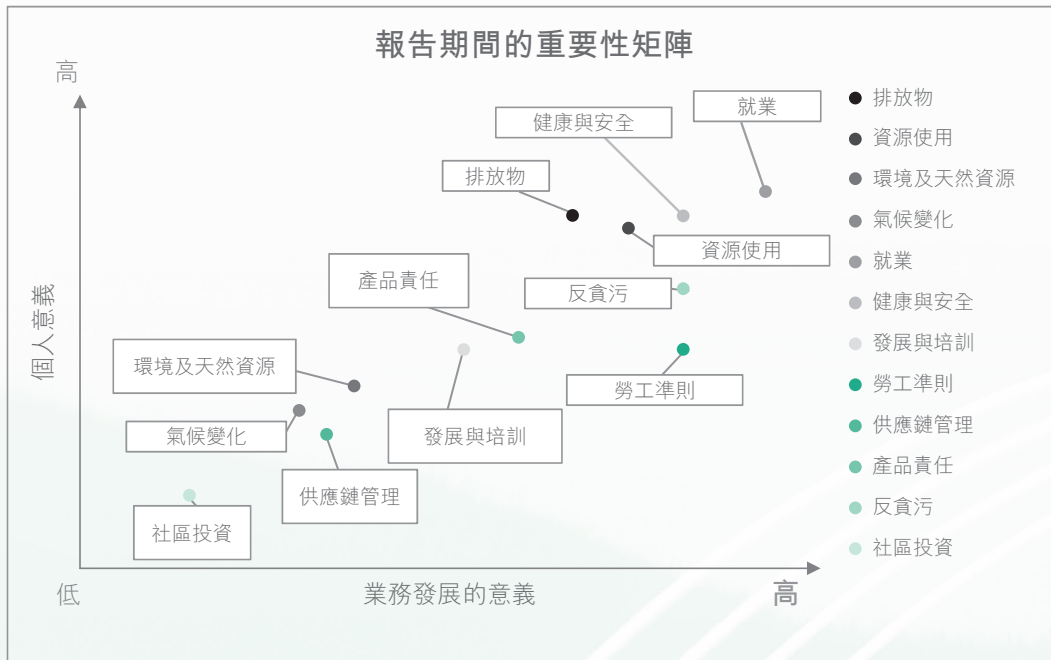 報告期間的重要性矩陣
高
個人意義
就業
健康與安全
排放物
資源使用
產品責任
反貪污
環境及天然資源
勞工準則
氣候變化
發展與培訓
供應鏈管理
社區投資
低
業務發展的意義
高
排放物
資源使用
環境及天然資源
氣候變化
就業
健康與安全
發展與培訓
勞工準則
供應鏈管理
產品責任
反貪污
社區投資